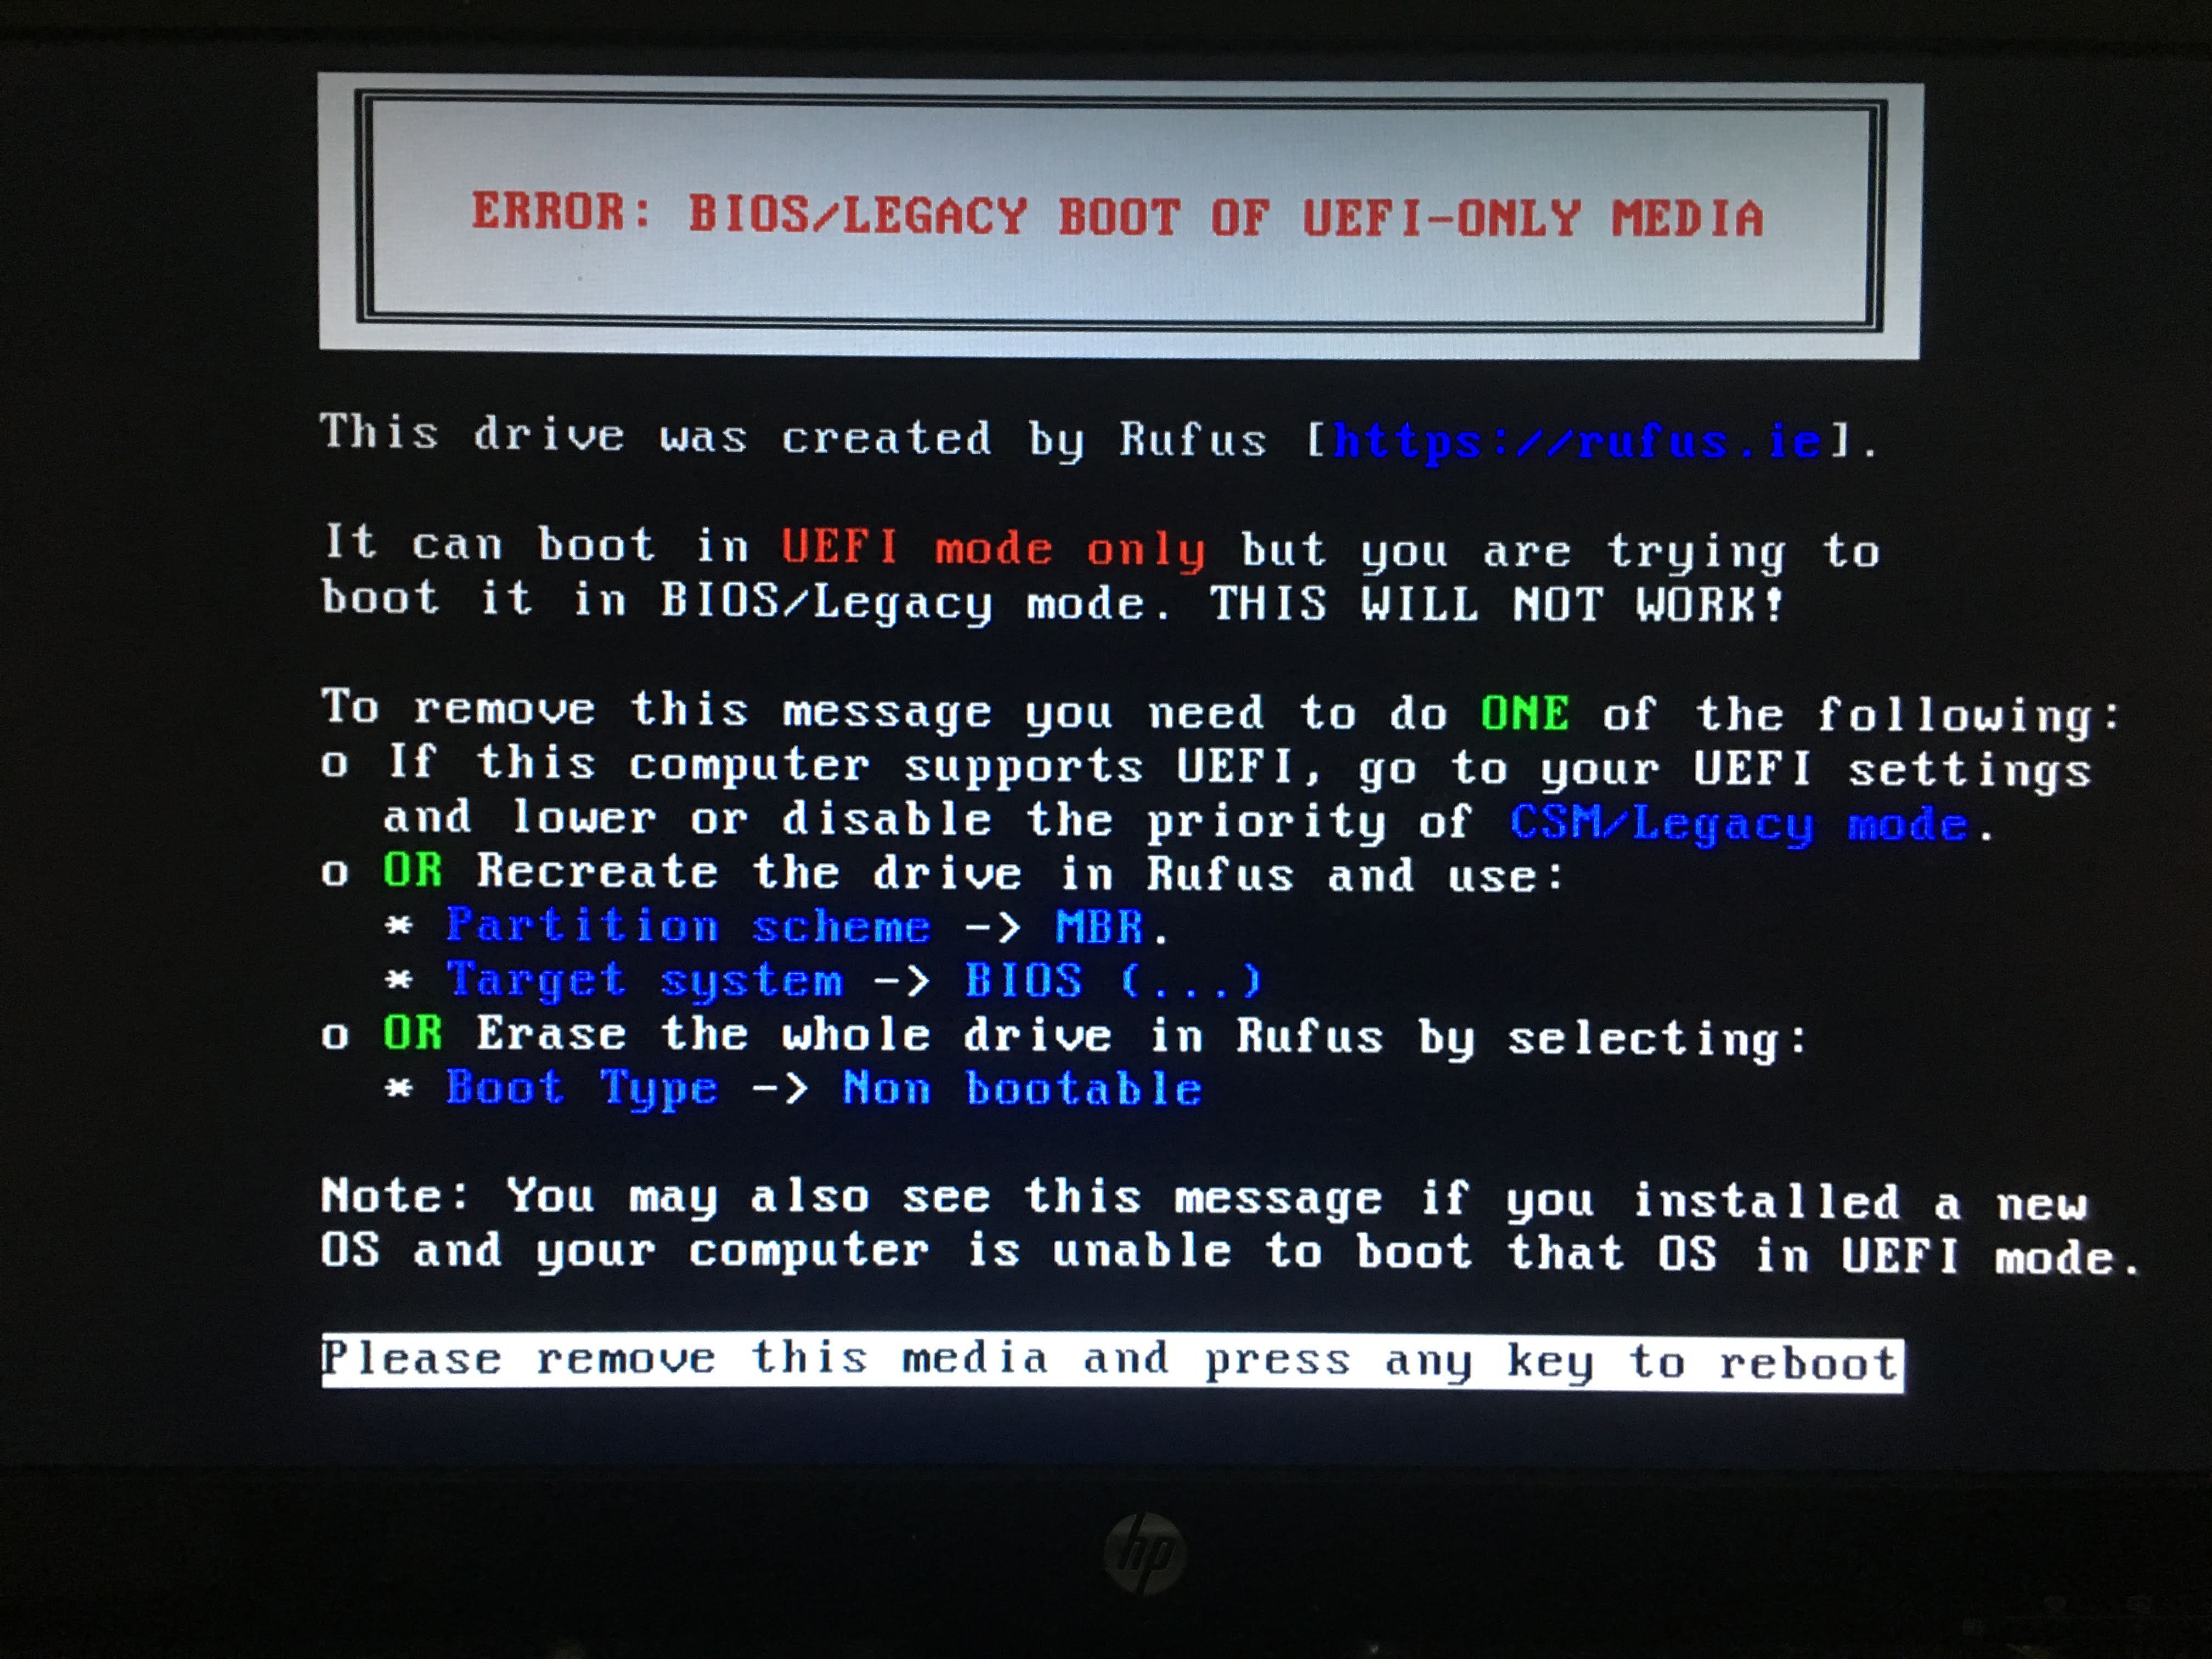 ERROR: BIOS/LEGACY BOOT OF UEFI-ONLY MEDIA
This drive was created by Rufus [https://rufus.ie].
It can boot in UEFI mode only but you are trying to
boot it in BIOS/Legacy mode. THIS WILL NOT WORK!
To remove this message you need to do ONE of the following:
o If this computer supports UEFI, go to your UEFI settings
and lower or disable the priority of CSM/Legacy mode.
o OR Recreate the drive in Rufus and use:
* Partition scheme -> MBR.
* Target system -> BIOS (...)
o OR Erase the whole drive in Rufus by selecting:
* Boot Type -> Non bootable
Note: You may also see this message if you installed a new
OS and your computer is unable to boot that OS in UEFI mode.
Please remove this media and press any key to reboot
hp